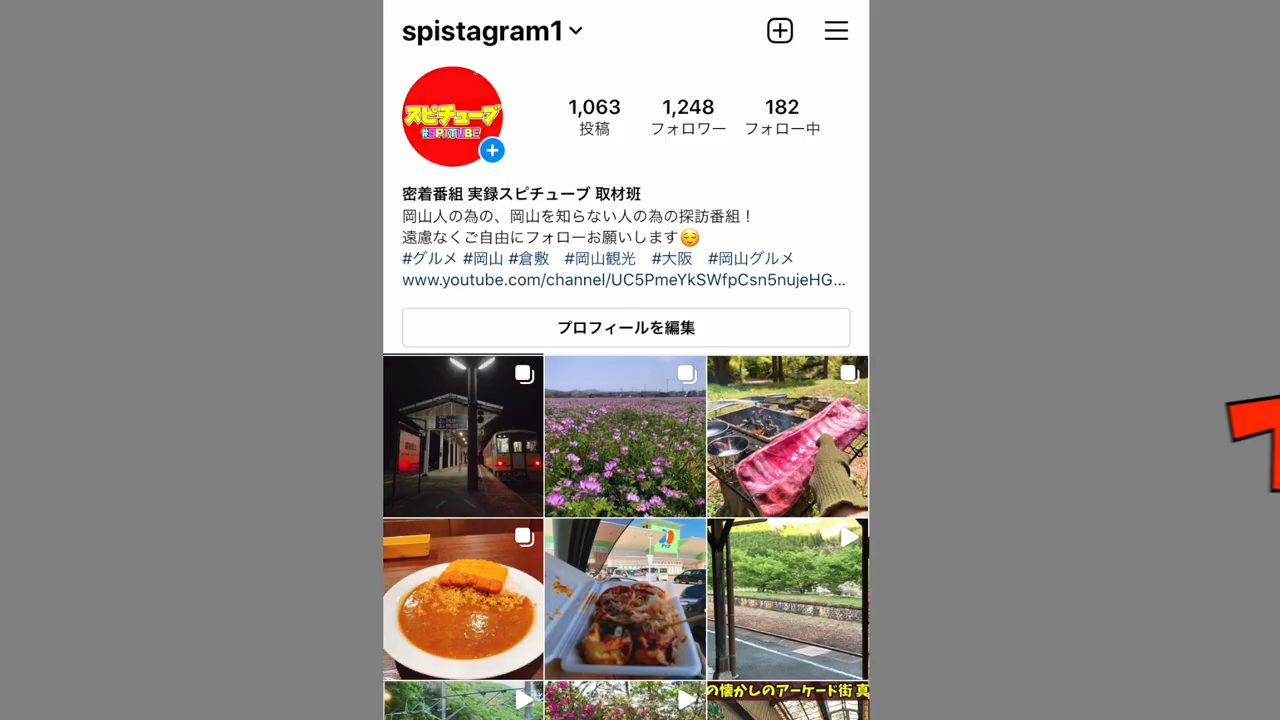 spistagram1
スピチューブ
#SPITUBE
1,063
投稿
1,248
フォロワー
182
フォロー中
密着番組 実録スピチューブ 取材班
岡山人の為の、岡山を知らない人の為の探訪番組！
遠慮なくご自由にフォローお願いします😌
#グルメ #岡山 #倉敷　#岡山観光　#大阪　#岡山グルメ
www.youtube.com/channel/UC5PmeYkSWfpCsn5nujeHG...
プロフィールを編集
の懐かしのアーケード街 真